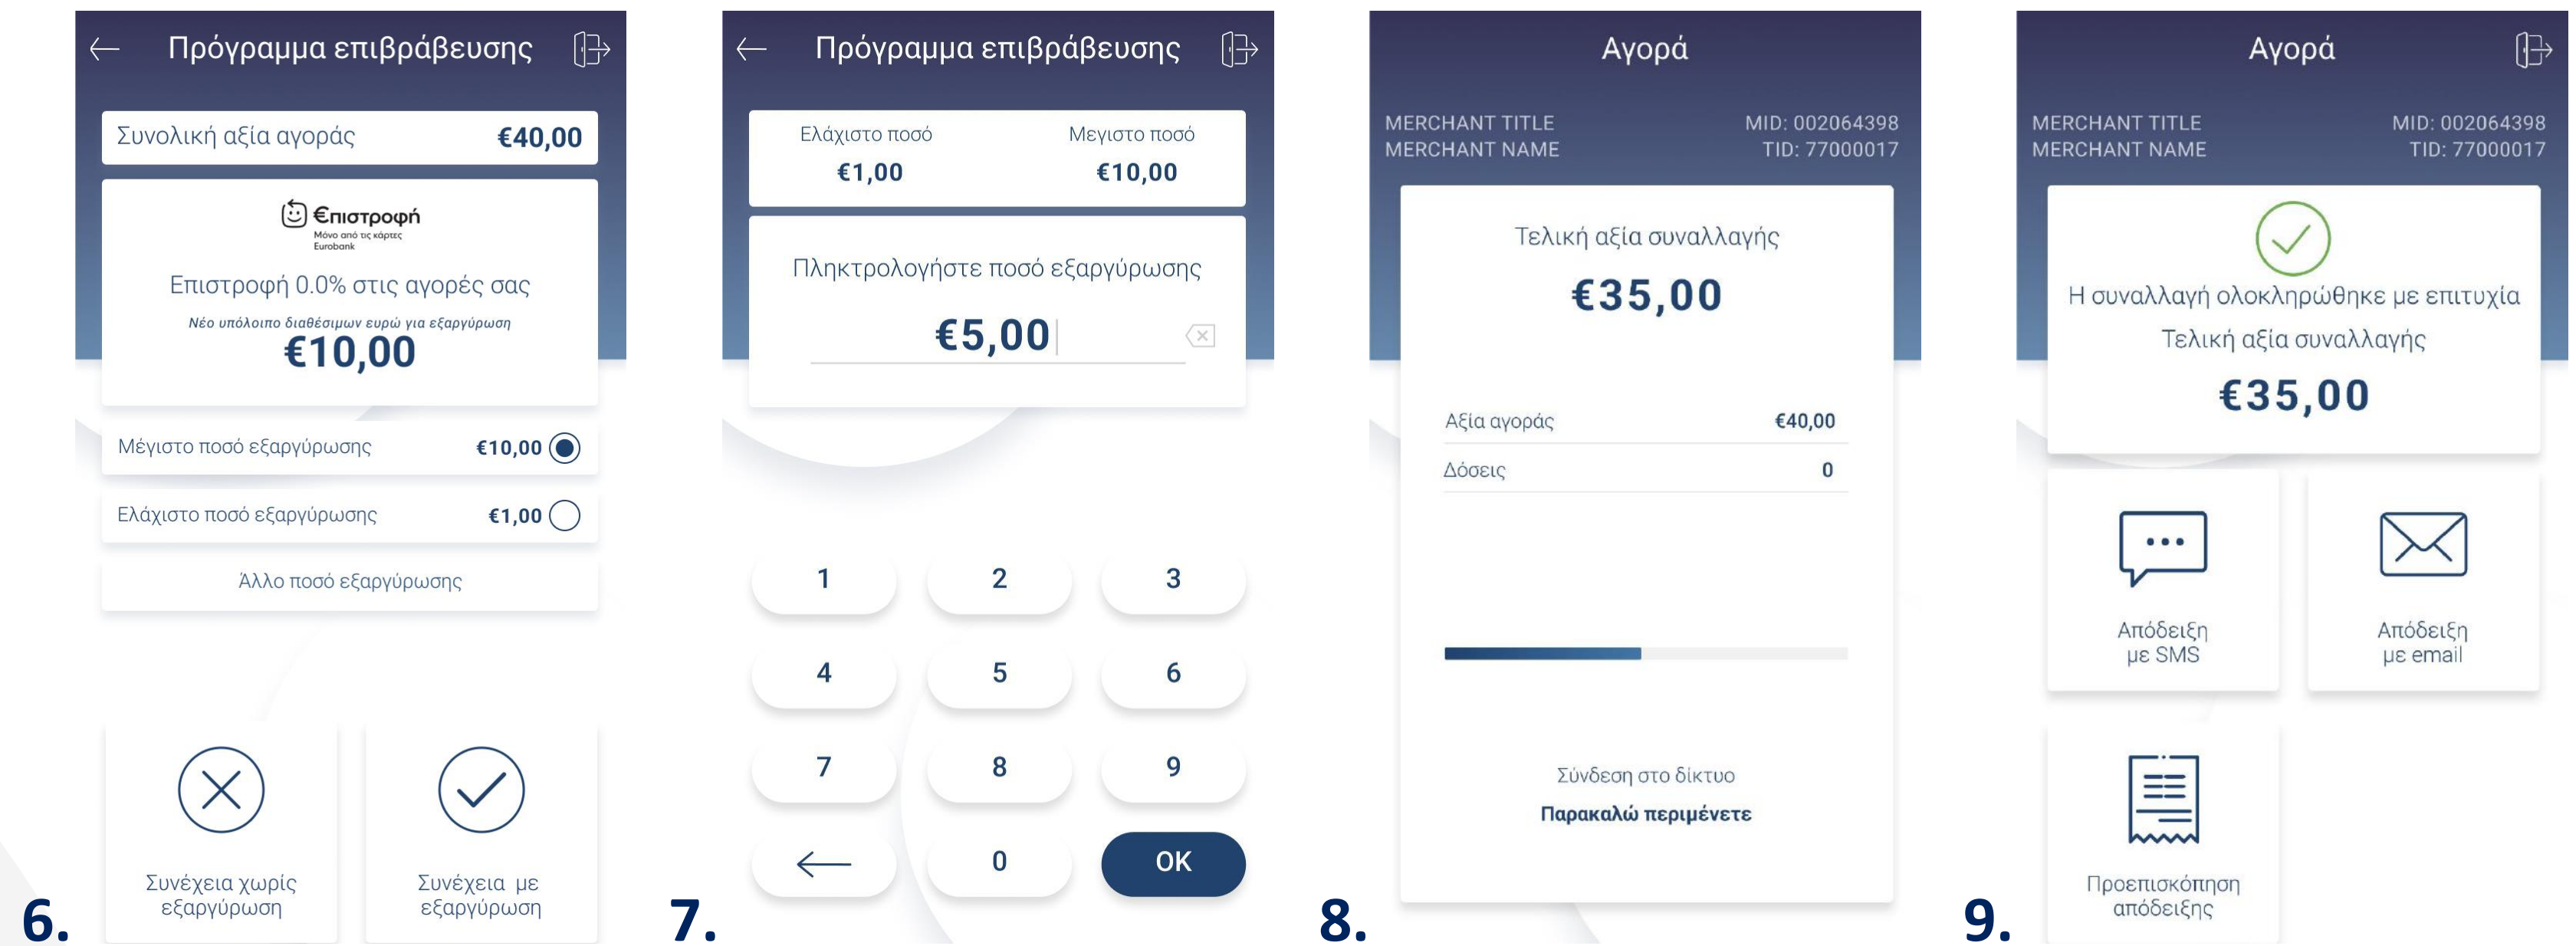 Πρόγραμμα επιβράβευσης
Συνολική αξία αγοράς €40,00
Єπιστροφή
Μόνο από τις κάρτες
Eurobank
Επιστροφή 0.0% στις αγορές σας
Νέο υπόλοιπο διαθέσιμων ευρώ για εξαργύρωση
€10,00
Μέγιστο ποσό εξαργύρωσης €10,00
Ελάχιστο ποσό εξαργύρωσης €1,00
Άλλο ποσό εξαργύρωσης
Συνέχεια χωρίς
εξαργύρωση
Συνέχεια με
εξαργύρωση
6.
Πρόγραμμα επιβράβευσης
Ελάχιστο ποσό Μεγιστο ποσό
€1,00 €10,00
Πληκτρολογήστε ποσό εξαργύρωσης
€5,00
1 2 3
4 5 6
7 8 9
0 OK
7.
Αγορά
MERCHANT TITLE MID: 002064398
MERCHANT NAME TID: 77000017
Τελική αξία συναλλαγής
€35,00
Αξία αγοράς €40,00
Δόσεις 0
Σύνδεση στο δίκτυο
Παρακαλώ περιμένετε
8.
Αγορά
MERCHANT TITLE MID: 002064398
MERCHANT NAME TID: 77000017
Η συναλλαγή ολοκληρώθηκε με επιτυχία
Τελική αξία συναλλαγής
€35,00
Απόδειξη
με SMS
Απόδειξη
με email
Προεπισκόπηση
απόδειξης
9.